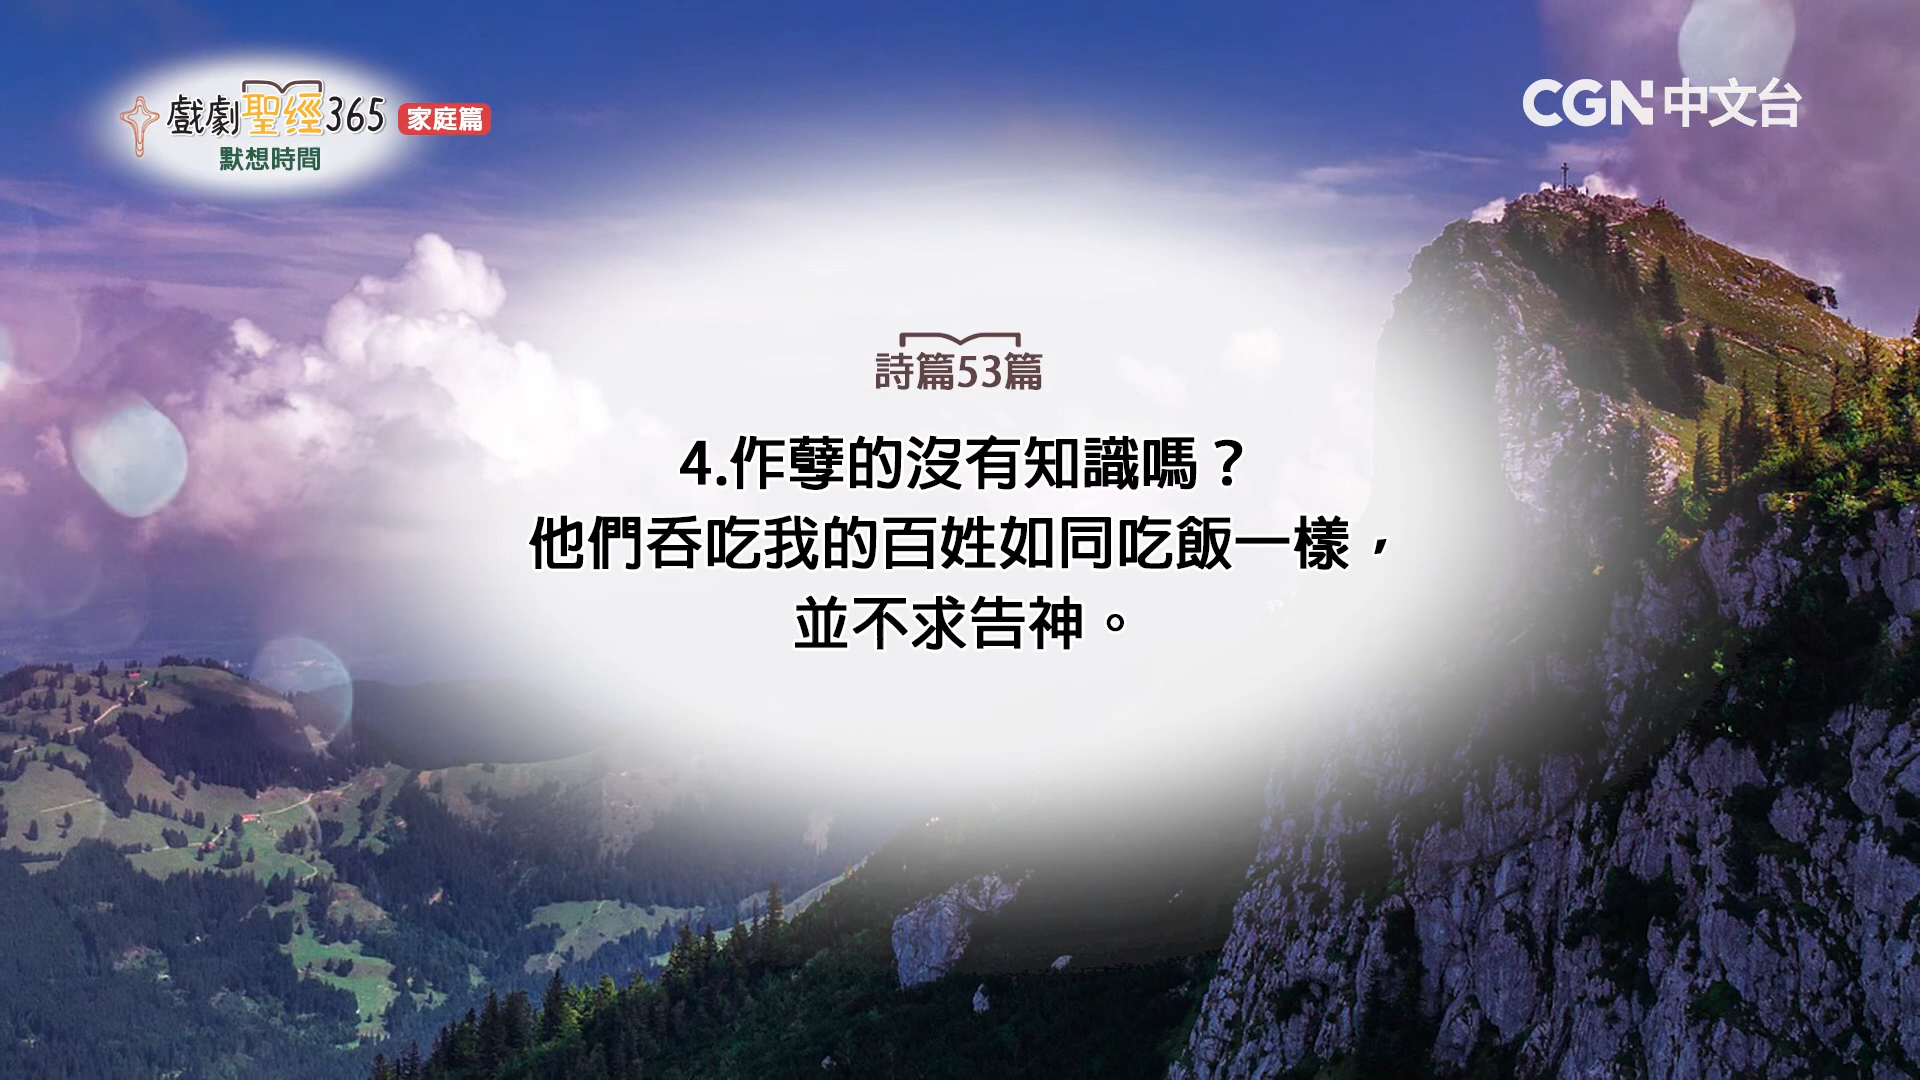 戲劇聖經365 家庭篇
默想時間
CGN中文台
詩篇53篇
4.作孽的沒有知識嗎？
他們吞吃我的百姓如同吃飯一樣，
並不求告神。